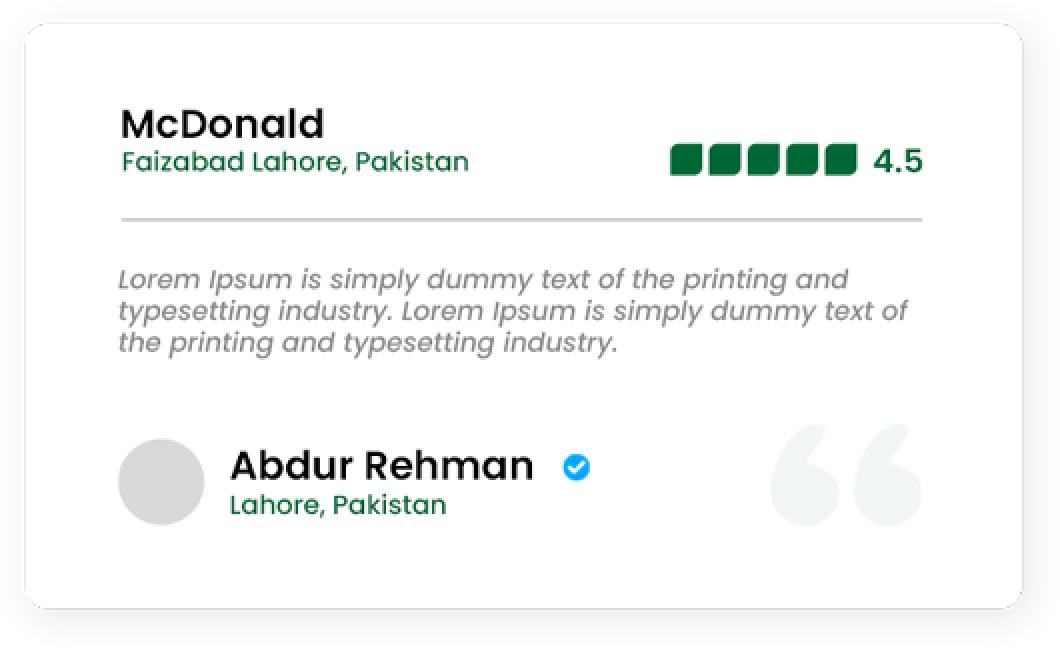 McDonald
Faizabad Lahore, Pakistan
4.5
Lorem Ipsum is simply dummy text of the printing and
typesetting industry. Lorem Ipsum is simply dummy text of
the printing and typesetting industry.
Abdur Rehman
Lahore, Pakistan